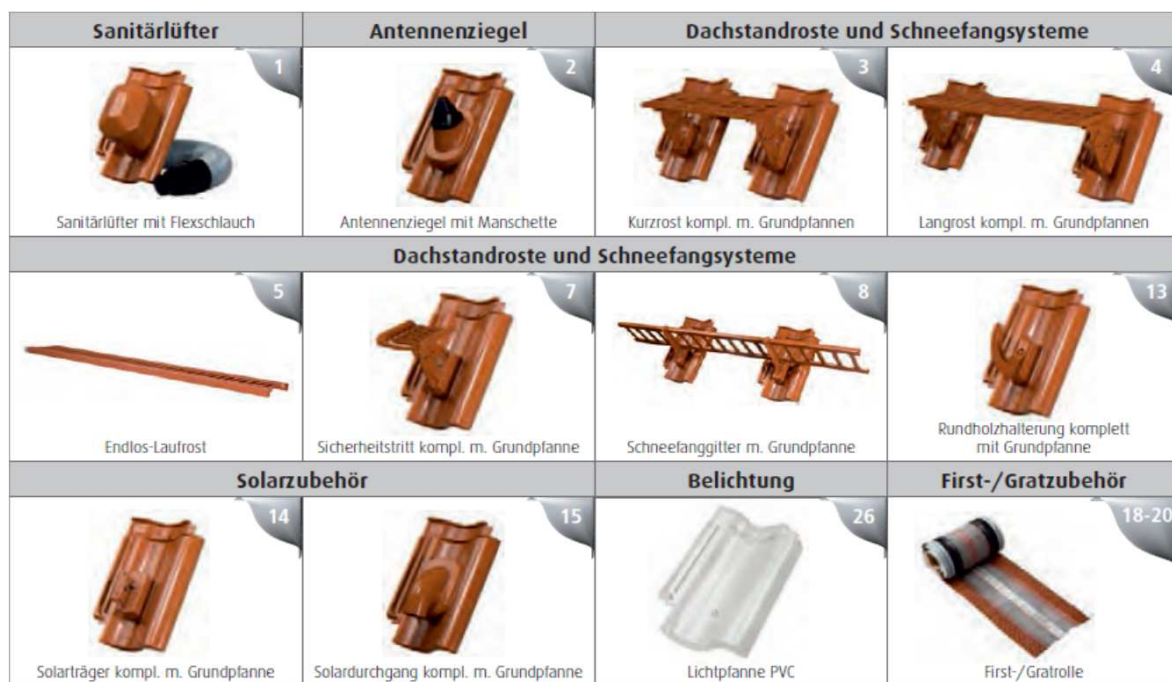 Sanitärlüfter
Antennenziegel
Dachstandroste und Schneefangsysteme
1
2
3
4
Sanitärlüfter mit Flexschlauch
Antennenziegel mit Manschette
Kurzrost kompl. m. Grundpfannen
Langrost kompl. m. Grundpfannen
Dachstandroste und Schneefangsysteme
5
7
8
13
Endlos-Laufrost
Sicherheitstritt kompl. m. Grundpfanne
Schneefanggitter m. Grundpfanne
Rundholzhalterung komplett
mit Grundpfanne
Solarzubehör
Belichtung
First-/Gratzubehör
14
15
26
18-20
Solarträger kompl. m. Grundpfanne
Solardurchgang kompl. m. Grundpfanne
Lichtpfanne PVC
First-/Gratrolle